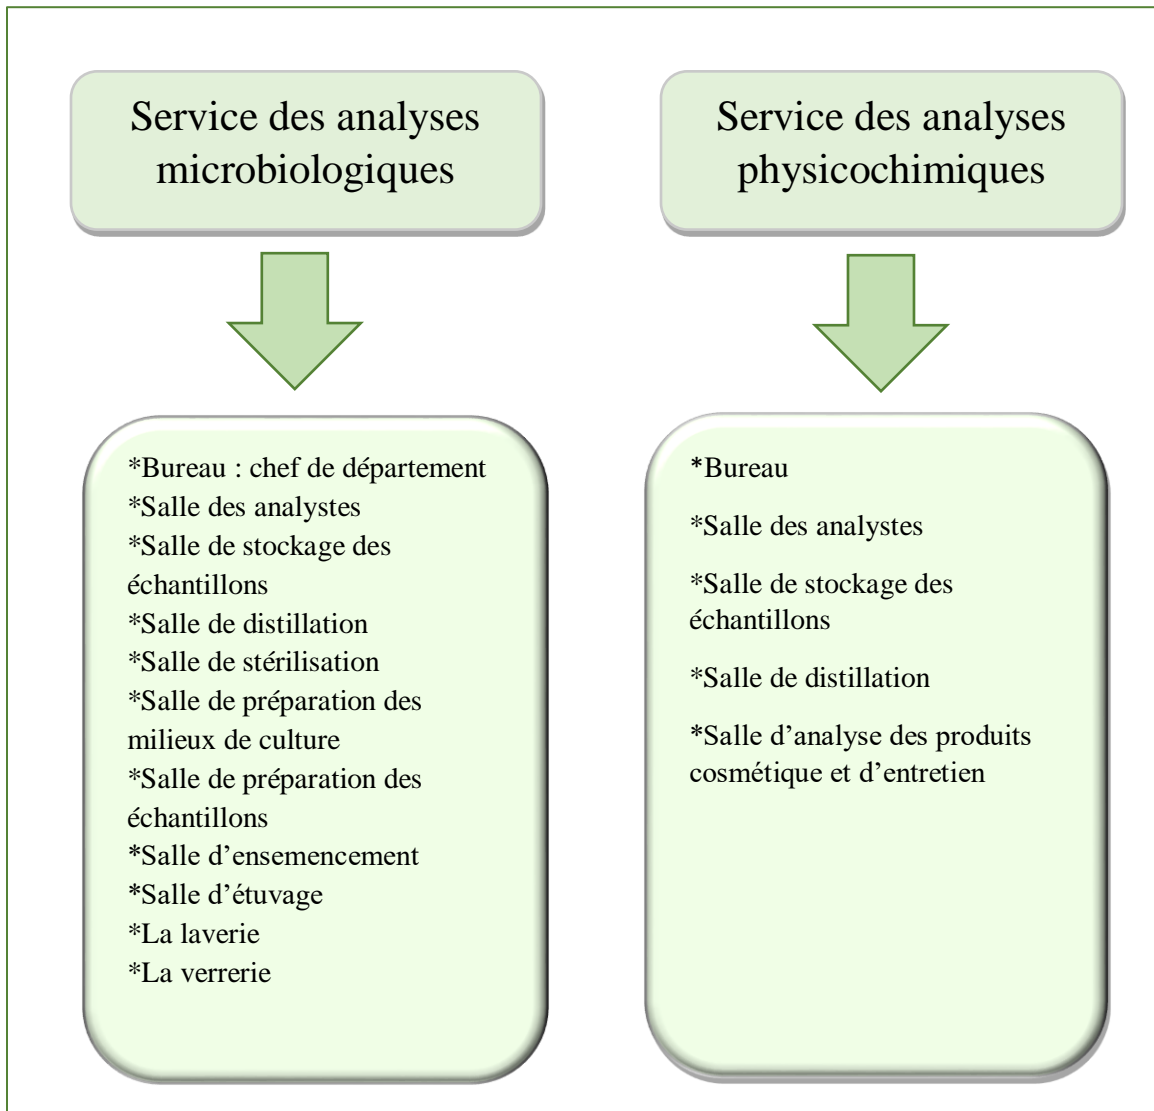 Service des analyses
microbiologiques
*Bureau : chef de département
*Salle des analystes
*Salle de stockage des
échantillons
*Salle de distillation
*Salle de stérilisation
*Salle de préparation des
milieux de culture
*Salle de préparation des
échantillons
*Salle d’ensemencement
*Salle d’étuvage
*La laverie
*La verrerie
Service des analyses
physicochimiques
*Bureau
*Salle des analystes
*Salle de stockage des
échantillons
*Salle de distillation
*Salle d’analyse des produits
cosmétique et d’entretien